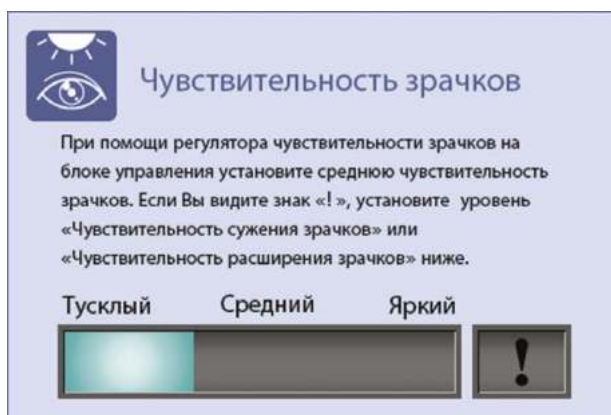 Чувствительность зрачков
При помощи регулятора чувствительности зрачков на
блоке управления установите среднюю чувствительность
зрачков. Если Вы видите знак «! », установите уровень
«Чувствительность сужения зрачков» или
«Чувствительность расширения зрачков» ниже.
Тусклый Средний Яркий
!